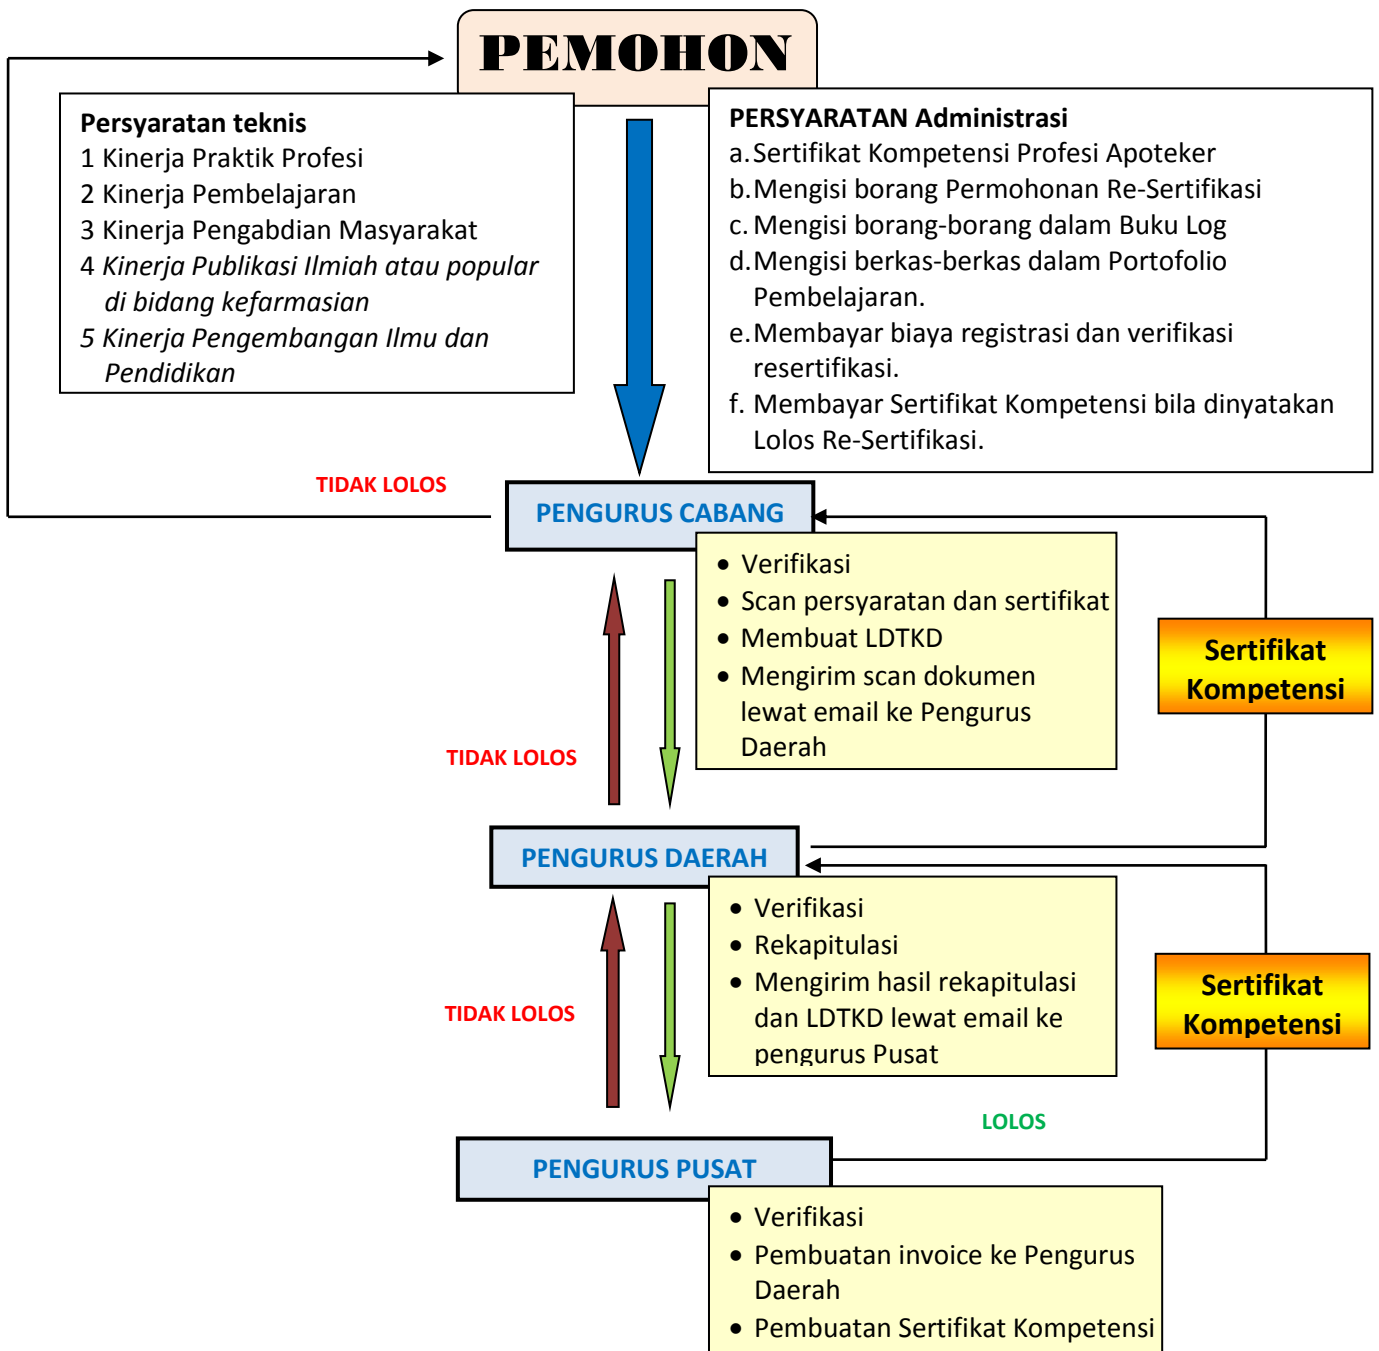 PEMOHON
Persyaratan teknis
1 Kinerja Praktik Profesi
2 Kinerja Pembelajaran
3 Kinerja Pengabdian Masyarakat
4 Kinerja Publikasi Ilmiah atau popular
di bidang kefarmasian
5 Kinerja Pengembangan Ilmu dan
Pendidikan
PERSYARATAN Administrasi
a. Sertifikat Kompetensi Profesi Apoteker
b. Mengisi borang Permohonan Re-Sertifikasi
c. Mengisi borang-borang dalam Buku Log
d. Mengisi berkas-berkas dalam Portofolio
Pembelajaran.
e. Membayar biaya registrasi dan verifikasi
resertifikasi.
f. Membayar Sertifikat Kompetensi bila dinyatakan
Lolos Re-Sertifikasi.
TIDAK LOLOS
PENGURUS CABANG
• Verifikasi
• Scan persyaratan dan sertifikat
• Membuat LDTKD
• Mengirim scan dokumen
lewat email ke Pengurus
Daerah
Sertifikat
Kompetensi
TIDAK LOLOS
PENGURUS DAERAH
• Verifikasi
• Rekapitulasi
• Mengirim hasil rekapitulasi
dan LDTKD lewat email ke
pengurus Pusat
Sertifikat
Kompetensi
TIDAK LOLOS
LOLOS
PENGURUS PUSAT
• Verifikasi
• Pembuatan invoice ke Pengurus
Daerah
• Pembuatan Sertifikat Kompetensi